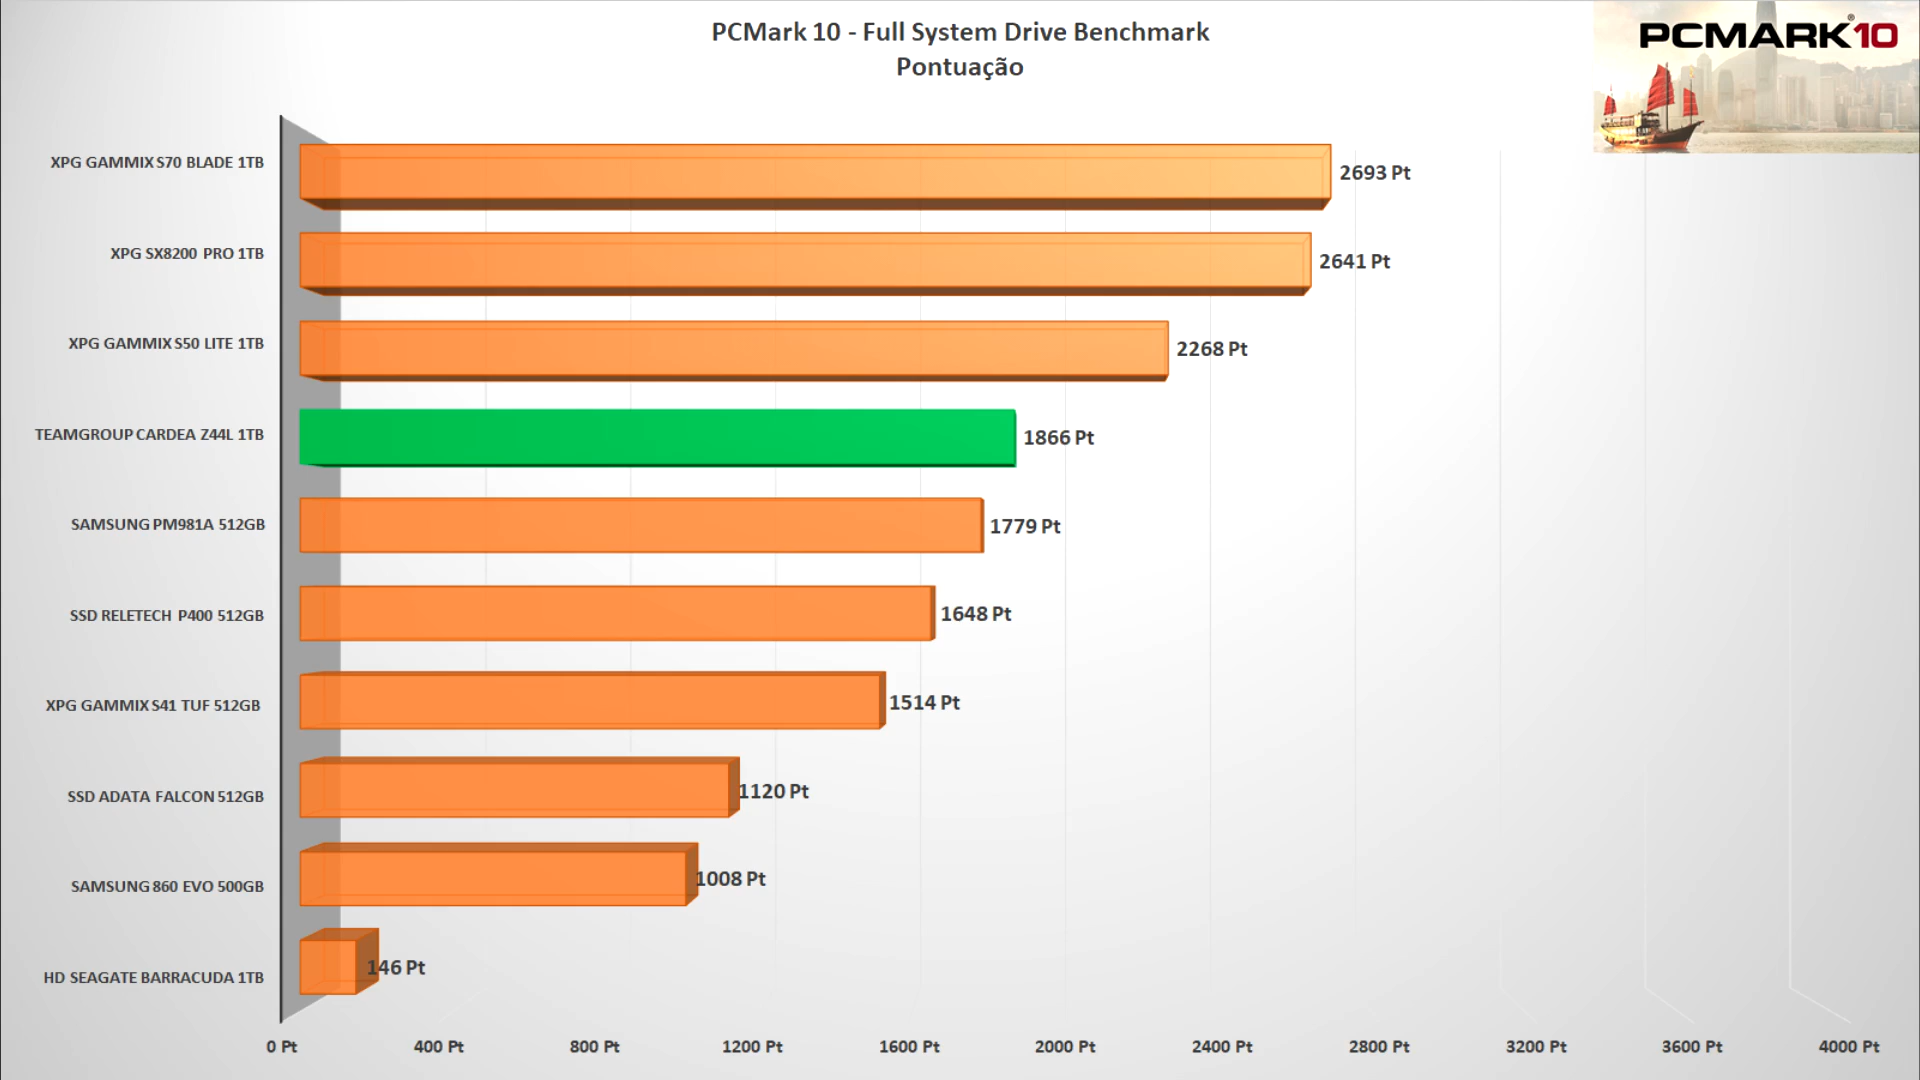 PCMark 10 - Full System Drive Benchmark
Pontuação
PCMARK®10
XPG GAMMIX S70 BLADE 1TB
2693 Pt
XPG SX8200 PRO 1TB
2641 Pt
XPG GAMMIX S50 LITE 1TB
2268 Pt
TEAMGROUP CARDEA Z44L 1TB
1866 Pt
SAMSUNG PM981A 512GB
1779 Pt
SSD RELETECH P400 512GB
1648 Pt
XPG GAMMIX S41 TUF 512GB
1514 Pt
SSD ADATA FALCON 512GB
1120 Pt
SAMSUNG 860 EVO 500GB
1008 Pt
HD SEAGATE BARRACUDA 1TB
146 Pt
0 Pt 400 Pt 800 Pt 1200 Pt 1600 Pt 2000 Pt 2400 Pt 2800 Pt 3200 Pt 3600 Pt 4000 Pt